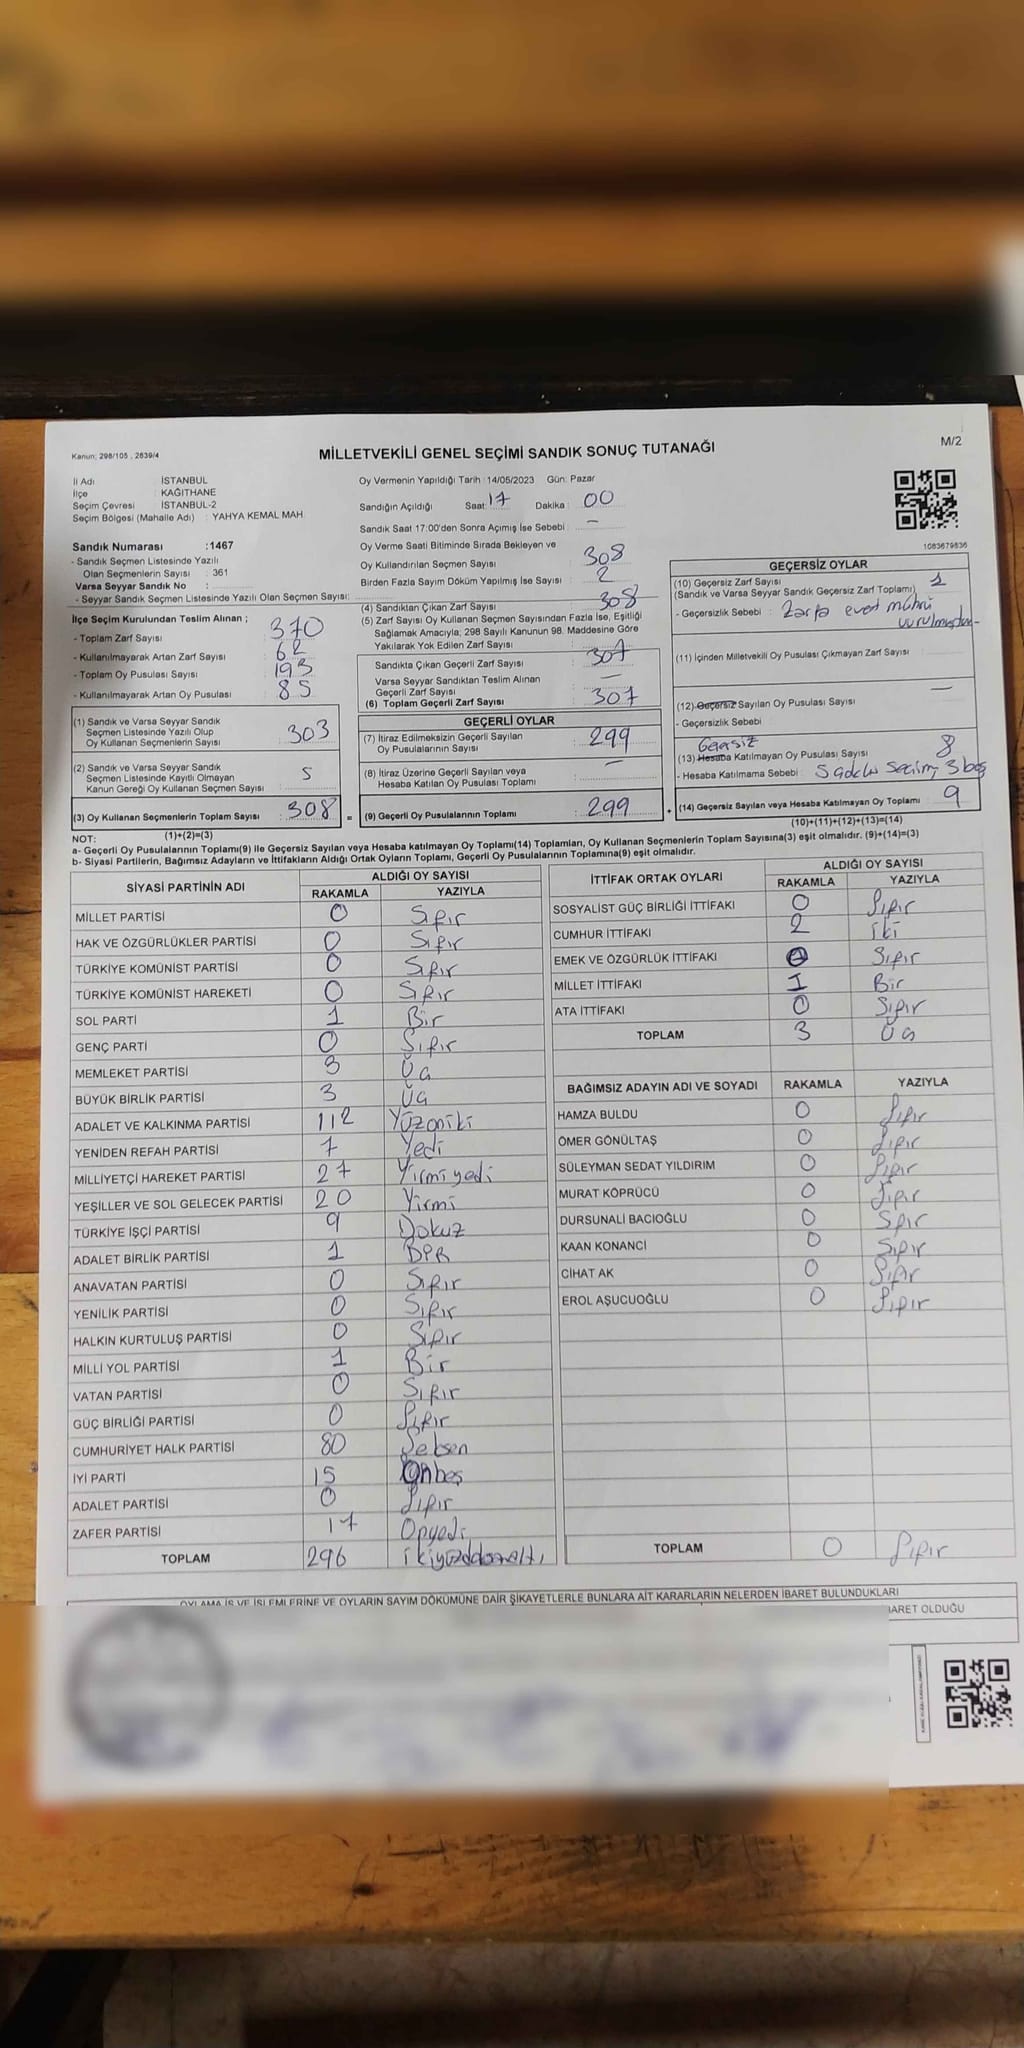 Kanun; 298/105 , 2839/4
MİLLETVEKİLİ GENEL SEÇİMİ SANDIK SONUÇ TUTANAĞI
M/2
İl Adı : İSTANBUL
İlçe : KAĞITHANE
Seçim Çevresi : İSTANBUL-2
Seçim Bölgesi (Mahalle Adı) : YAHYA KEMAL MAH.
Sandık Numarası :1467
- Sandık Seçmen Listesinde Yazılı
Olan Seçmenlerin Sayısı : 361
Varsa Seyyar Sandık No :
- Seyyar Sandık Seçmen Listesinde Yazılı Olan Seçmen Sayısı:
Oy Vermenin Yapıldığı Tarih :14/05/2023 Gün: Pazar
Sandığın Açıldığı Saat: 17 Dakika : 00
Sandık Saat 17:00'den Sonra Açımış İse Sebebi : —
Oy Verme Saati Bitiminde Sırada Bekleyen ve
Oy Kullandırılan Seçmen Sayısı : 308
Birden Fazla Sayım Döküm Yapılmış İse Sayısı : 2
1083679836
İlçe Seçim Kurulundan Teslim Alınan ;
- Toplam Zarf Sayısı : 370
- Kullanılmayarak Artan Zarf Sayısı : 62
- Toplam Oy Pusulası Sayısı : 193
- Kullanılmayarak Artan Oy Pusulası : 85
(1) Sandık ve Varsa Seyyar Sandık
Seçmen Listesinde Yazılı Olup
Oy Kullanan Seçmenlerin Sayısı : 303
(2) Sandık ve Varsa Seyyar Sandık
Seçmen Listesinde Kayıtlı Olmayan
Kanun Gereği Oy Kullanan Seçmen Sayısı : 5
(3) Oy Kullanan Seçmenlerin Toplam Sayısı : 308 =
(1)+(2)=(3)
(4) Sandıktan Çıkan Zarf Sayısı : 308
(5) Zarf Sayısı Oy Kullanan Seçmen Sayısından Fazla İse, Eşitliği
Sağlamak Amacıyla; 298 Sayılı Kanunun 98. Maddesine Göre
Yakılarak Yok Edilen Zarf Sayısı :
Sandıkta Çıkan Geçerli Zarf Sayısı : 307
Varsa Seyyar Sandıktan Teslim Alınan
Geçerli Zarf Sayısı : —
(6) Toplam Geçerli Zarf Sayısı : 307
GEÇERLİ OYLAR
(7) İtiraz Edilmeksizin Geçerli Sayılan
Oy Pusulalarının Sayısı : 299
(8) İtiraz Üzerine Geçerli Sayılan veya
Hesaba Katılan Oy Pusulası Toplamı : —
(9) Geçerli Oy Pusulalarının Toplamı : 299 +
GEÇERSİZ OYLAR
(10) Geçersiz Zarf Sayısı : 1
(Sandık ve Varsa Seyyar Sandık Geçersiz Zarf Toplamı)
- Geçersizlik Sebebi : Zarfa evet mührü
vurulmuştur
(11) İçinden Milletvekili Oy Pusulası Çıkmayan Zarf Sayısı :
(12) Geçersiz Sayılan Oy Pusulası Sayısı : —
- Geçersizlik Sebebi :
Geçersiz
(13) Hesaba Katılmayan Oy Pusulası Sayısı : 8
- Hesaba Katılmama Sebebi :
(14) Geçersiz Sayılan veya Hesaba Katılmayan Oy Toplamı : 9
(10)+(11)+(12)+(13)=(14)
NOT:
a- Geçerli Oy Pusulalarının Toplamı(9) ile Geçersiz Sayılan veya Hesaba Katılmayan Oy Toplamı(14) Toplamları, Oy Kullanan Seçmenlerin Toplam Sayısına(3) eşit olmalıdır. (9)+(14)=(3)
b- Siyasi Partilerin, Bağımsız Adayların ve İttifakların Aldığı Ortak Oyların Toplamı, Geçerli Oy Pusulalarının Toplamına(9) eşit olmalıdır.
SİYASİ PARTİNİN ADI ALDIĞI OY SAYISI
RAKAMLA YAZIYLA
MİLLET PARTİSİ 0 Sıfır
HAK VE ÖZGÜRLÜKLER PARTİSİ 0 Sıfır
TÜRKİYE KOMÜNİST PARTİSİ 0 Sıfır
TÜRKİYE KOMÜNİST HAREKETİ 0 Sıfır
SOL PARTİ 1 Bir
GENÇ PARTİ 0 Sıfır
MEMLEKET PARTİSİ 3 Üç
BÜYÜK BİRLİK PARTİSİ 3 Üç
ADALET VE KALKINMA PARTİSİ 112 Yüzoniki
YENİDEN REFAH PARTİSİ 7 Yedi
MİLLİYETÇİ HAREKET PARTİSİ 27 Yirmiyedi
YEŞİLLER VE SOL GELECEK PARTİSİ 20 Yirmi
TÜRKİYE İŞÇİ PARTİSİ 9 Dokuz
ADALET BİRLİK PARTİSİ 1 BİR
ANAVATAN PARTİSİ 0 Sıfır
YENİLİK PARTİSİ 0 Sıfır
HALKIN KURTULUŞ PARTİSİ 0 Sıfır
MİLLİ YOL PARTİSİ 1 Bir
VATAN PARTİSİ 0 Sıfır
GÜÇ BİRLİĞİ PARTİSİ 0 Sıfır
CUMHURİYET HALK PARTİSİ 80 Seksen
İYİ PARTİ 15 Onbeş
ADALET PARTİSİ 0 Sıfır
ZAFER PARTİSİ 17 Onyedi
TOPLAM 296 ikiyüzdoksanaltı
İTTİFAK ORTAK OYLARI ALDIĞI OY SAYISI
RAKAMLA YAZIYLA
SOSYALİST GÜÇ BİRLİĞİ İTTİFAKI 0 Sıfır
CUMHUR İTTİFAKI 2 iki
EMEK VE ÖZGÜRLÜK İTTİFAKI 0 Sıfır
MİLLET İTTİFAKI 1 Bir
ATA İTTİFAKI 0 Sıfır
TOPLAM 3 Üç
BAĞIMSIZ ADAYIN ADI VE SOYADI RAKAMLA YAZIYLA
HAMZA BULDU 0 Sıfır
ÖMER GÖNÜLTAŞ 0 Sıfır
SÜLEYMAN SEDAT YILDIRIM 0 Sıfır
MURAT KÖPRÜCÜ 0 Sıfır
DURSUNALİ BACIOĞLU 0 Sıfır
KAAN KONANCİ 0 Sıfır
CİHAT AK 0 Sıfır
EROL AŞUCUOĞLU 0 Sıfır
TOPLAM 0 Sıfır
OYLAMA İŞ VE İŞLEMLERİNE VE OYLARIN SAYIM DÖKÜMÜNE DAİR ŞİKAYETLERLE BUNLARA AİT KARARLARIN NELERDEN İBARET BULUNDUKLARI
BARET OLDUĞU